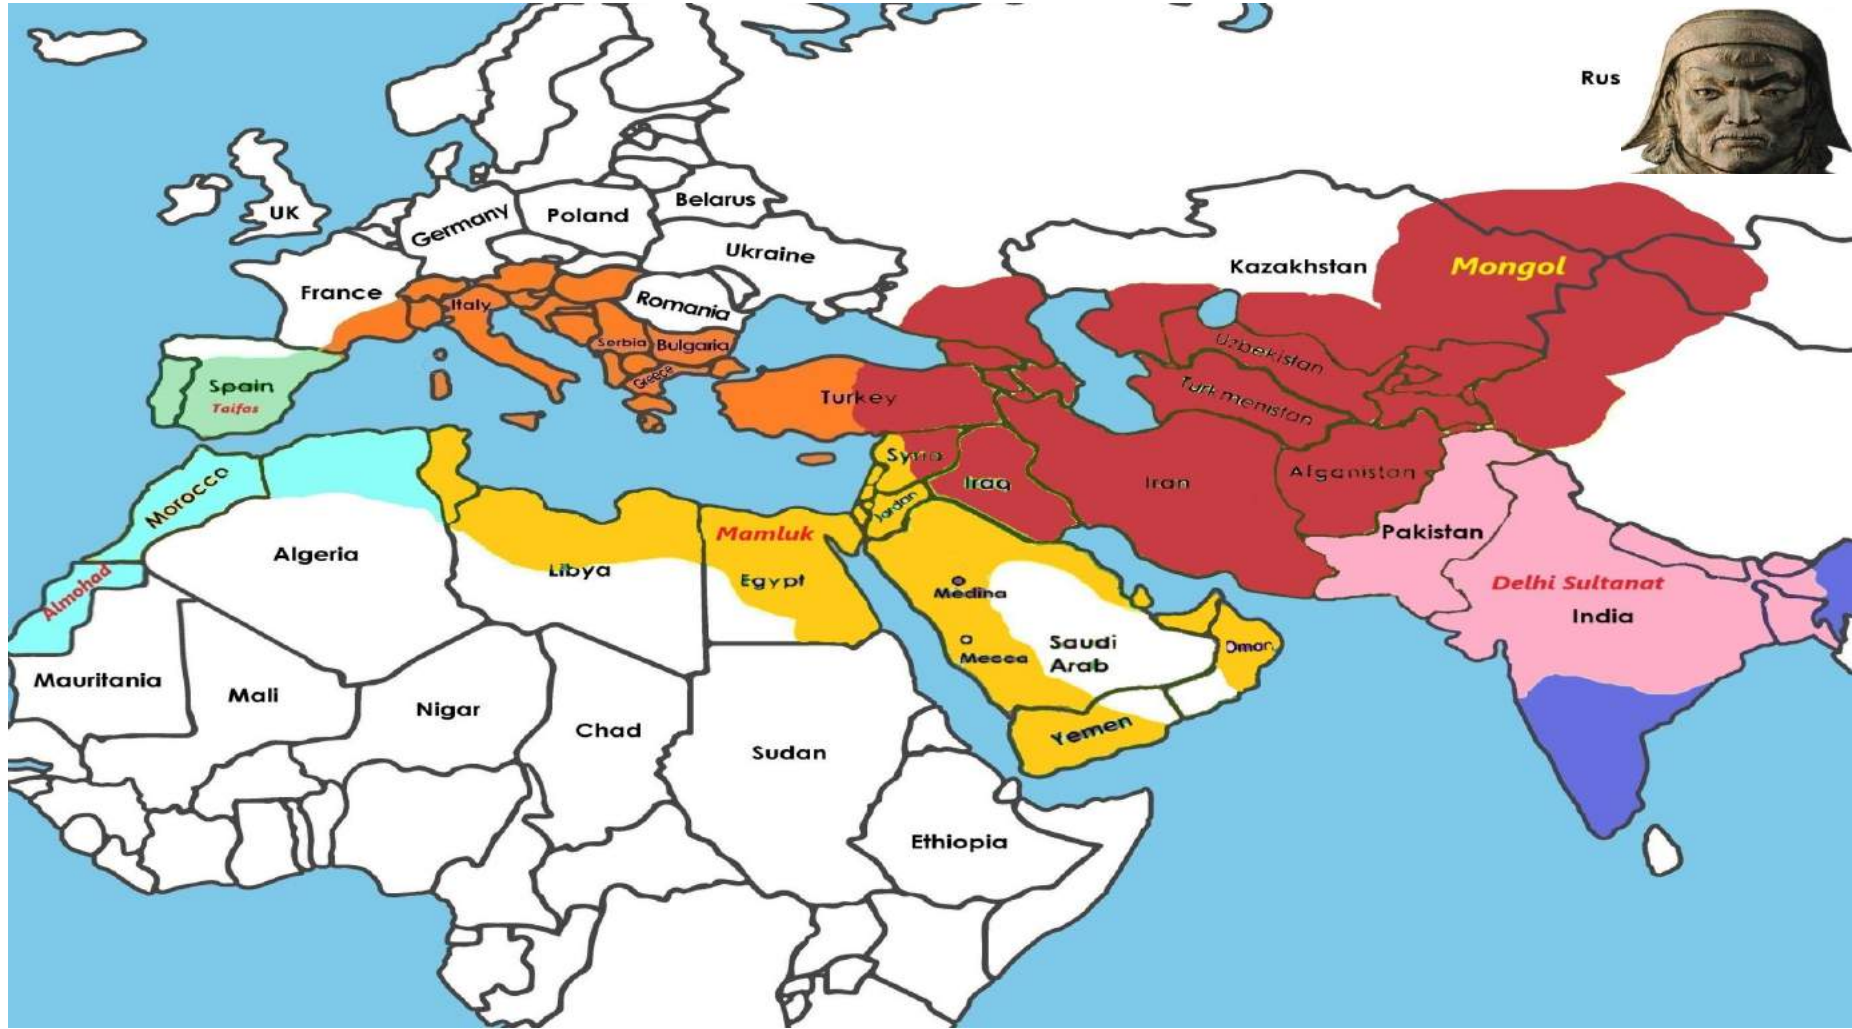 Rus
UK
Germany
Poland
Belarus
Ukraine
France
Italy
Romania
Serbia
Bulgaria
Greece
Kazakhstan
Mongol
Uzbekistan
Turkmenistan
Spain
Taifas
Turkey
Syria
Iraq
Iran
Afganistan
Jordan
Morocco
Almohad
Algeria
Libya
Mamluk
Egypt
Medina
Mecca
Saudi
Arab
Oman
Yemen
Pakistan
Delhi Sultanat
India
Mauritania
Mali
Nigar
Chad
Sudan
Ethiopia